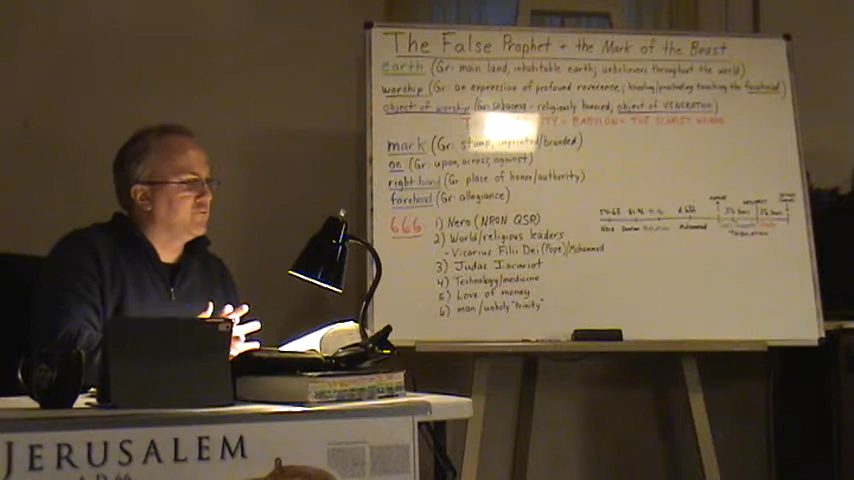 The False Prophet + the Mark of the Beast
earth (Gr: main land, inhabitable earth; unbelievers throughout the world)
worship (Gr: an expression of profound reverence; kneeling/prostrating touching the forehead)
object of worship (Gr: sebasma - religiously honored, object of VENERATION)
- BABYLON + THE SCARLET WOMAN
mark (Gr: stamp, imprinted/branded)
on (Gr: upon, across, against)
right hand (Gr: place of honor/authority)
forehead (Gr: allegiance)
666 1) Nero (NRON QSR)
2) World/religious leaders
- Vicarius Filii Dei (Pope)/Mohammed
3) Judas Iscariot
4) Technology/medicine
5) Love of money
6) man/unholy "trinity"
54-68
632
3½ Years
3½ Years
Nero
Domitian
Muhammad
TRIBULATION
JERUSALEM